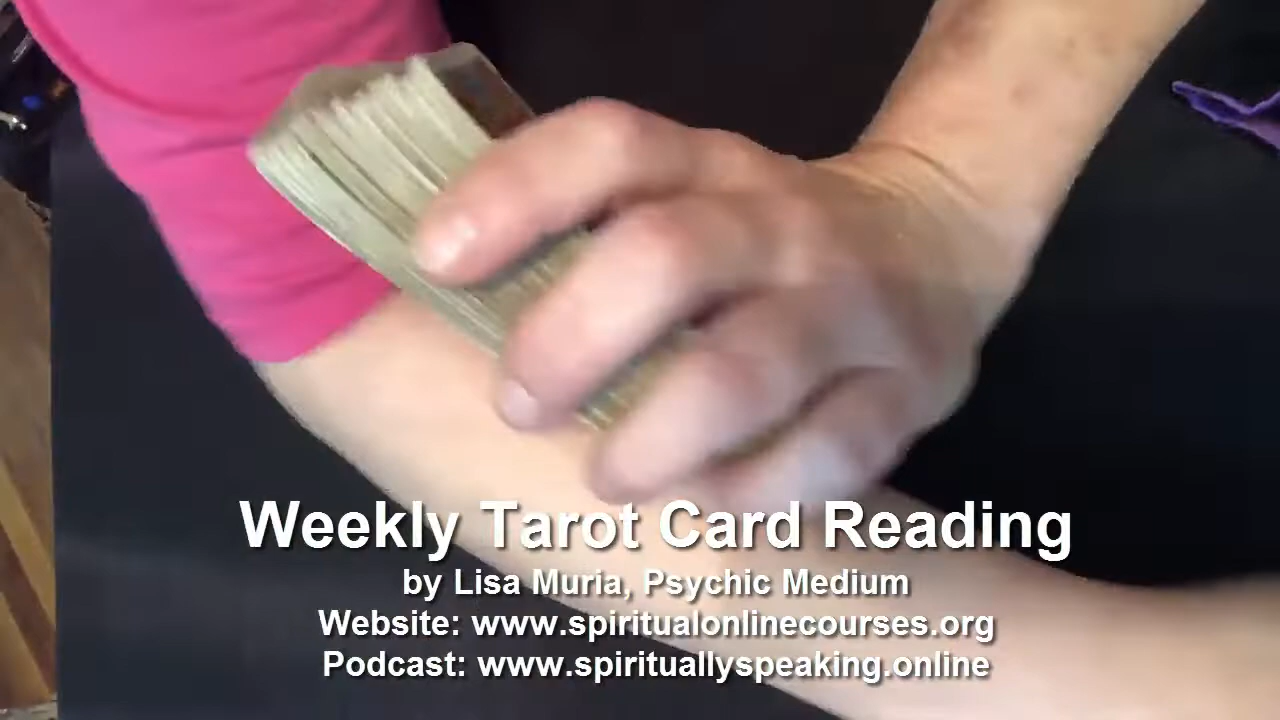 Weekly Tarot Card Reading
by Lisa Muria, Psychic Medium
Website: www.spiritualonlinecourses.org
Podcast: www.spirituallyspeaking.online